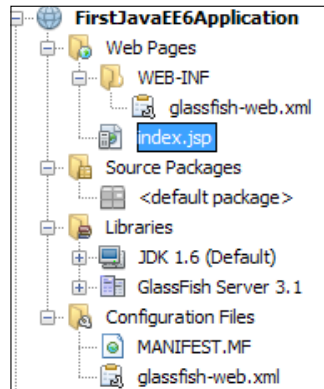 FirstJavaEE6Application
Web Pages
WEB-INF
glassfish-web.xml
index.jsp
Source Packages
<default package>
Libraries
JDK 1.6 (Default)
GlassFish Server 3.1
Configuration Files
MANIFEST.MF
glassfish-web.xml